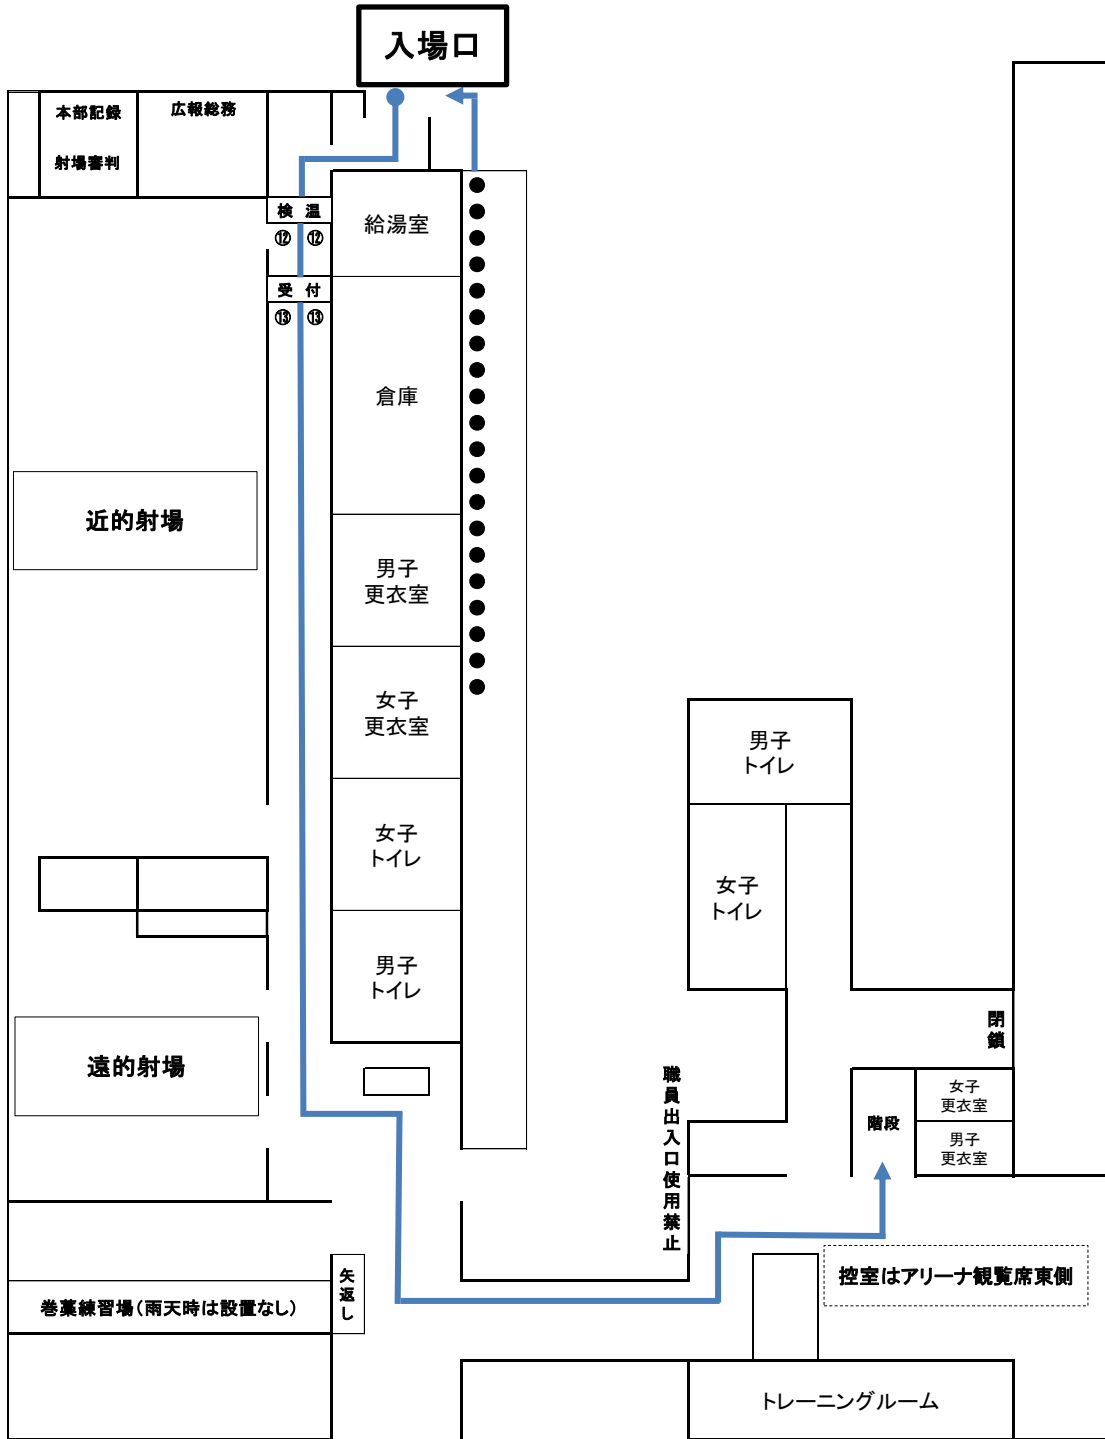 入場口
本部記録
射場審判
広報総務
検 温
⑫ ⑫
受 付
⑬ ⑬
給湯室
倉庫
近的射場
男子
更衣室
女子
更衣室
女子
トイレ
男子
トイレ
男子
トイレ
女子
トイレ
遠的射場
閉鎖
職員出入口使用禁止
階段
女子
更衣室
男子
更衣室
控室はアリーナ観覧席東側
矢返し
巻藁練習場(雨天時は設置なし)
トレーニングルーム